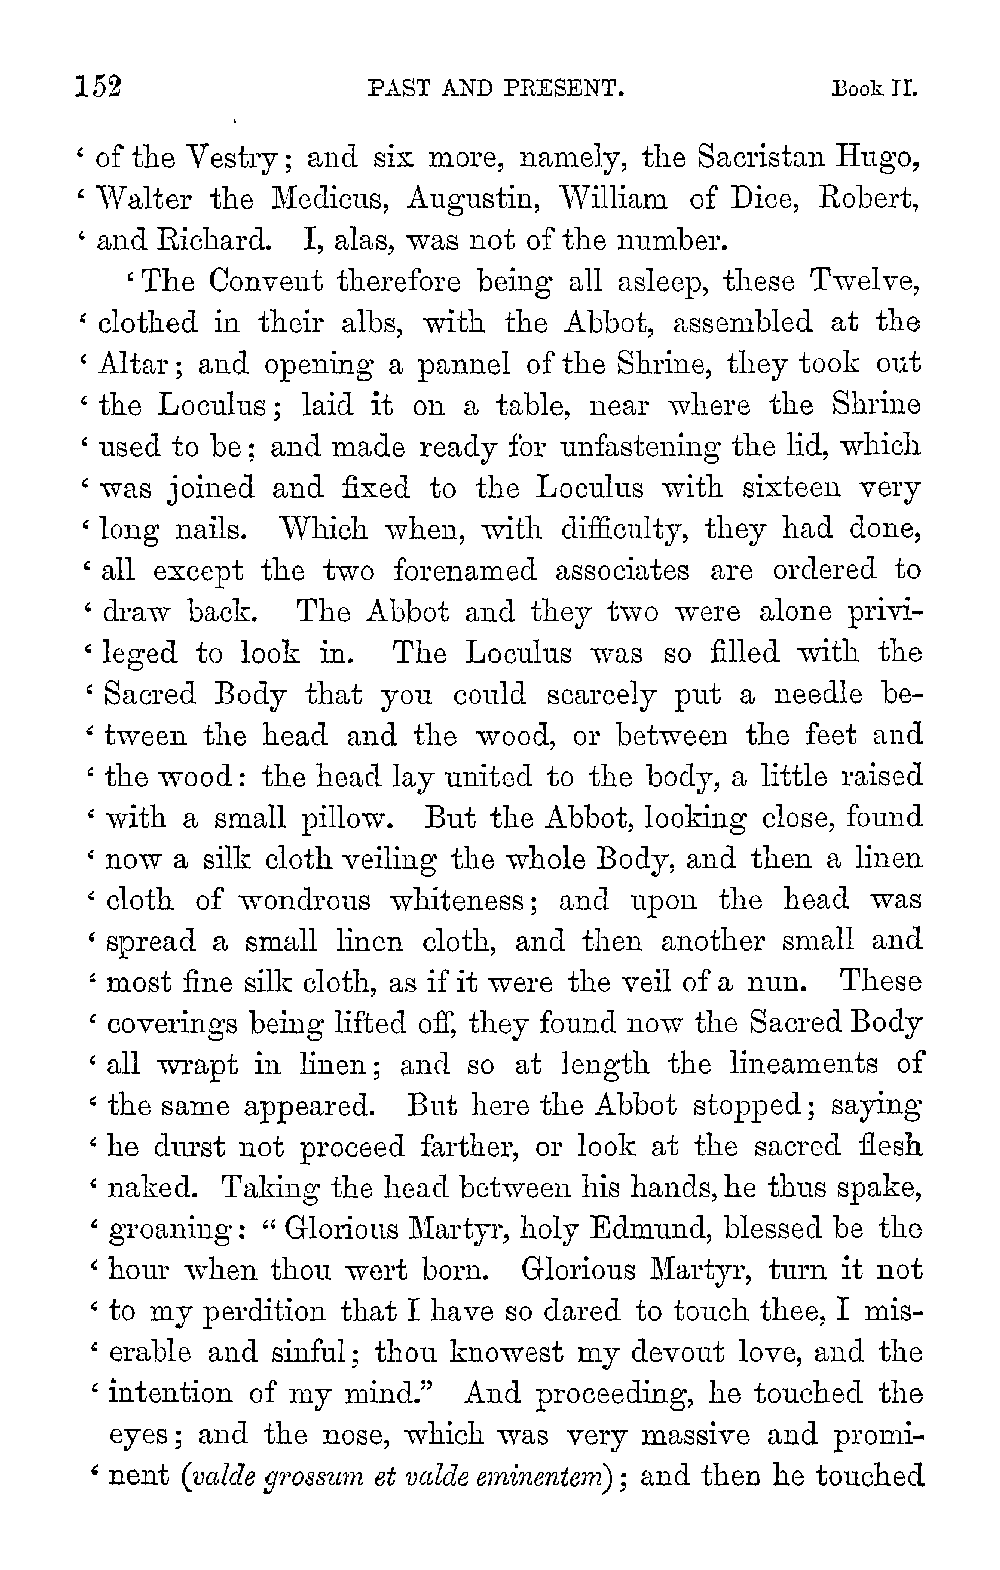 152 PAST AND PRESENT. Book II.
‘ of the Vestry; and six more, namely, the Sacristan Hugo,
‘ Walter the Medicus, Augustin, William of Dice, Robert,
‘ and Richard. I, alas, was not of the number.
‘ The Convent therefore being all asleep, these Twelve,
‘ clothed in their albs, with the Abbot, assembled at the
‘ Altar; and opening a pannel of the Shrine, they took out
‘ the Loculus; laid it on a table, near where the Shrine
‘ used to be; and made ready for unfastening the lid, which
‘ was joined and fixed to the Loculus with sixteen very
‘ long nails. Which when, with difficulty, they had done,
‘ all except the two forenamed associates are ordered to
‘ draw back. The Abbot and they two were alone privi-
‘ leged to look in. The Loculus was so filled with the
‘ Sacred Body that you could scarcely put a needle be-
‘ tween the head and the wood, or between the feet and
‘ the wood: the head lay united to the body, a little raised
‘ with a small pillow. But the Abbot, looking close, found
‘ now a silk cloth veiling the whole Body, and then a linen
‘ cloth of wondrous whiteness; and upon the head was
‘ spread a small linen cloth, and then another small and
‘ most fine silk cloth, as if it were the veil of a nun. These
‘ coverings being lifted off, they found now the Sacred Body
‘ all wrapt in linen; and so at length the lineaments of
‘ the same appeared. But here the Abbot stopped; saying
‘ he durst not proceed farther, or look at the sacred flesh
‘ naked. Taking the head between his hands, he thus spake,
‘ groaning: “ Glorious Martyr, holy Edmund, blessed be the
‘ hour when thou wert born. Glorious Martyr, turn it not
‘ to my perdition that I have so dared to touch thee, I mis-
‘ erable and sinful; thou knowest my devout love, and the
‘ intention of my mind.” And proceeding, he touched the
eyes; and the nose, which was very massive and promi-
‘ nent (valde grossum et valde eminentem); and then he touched